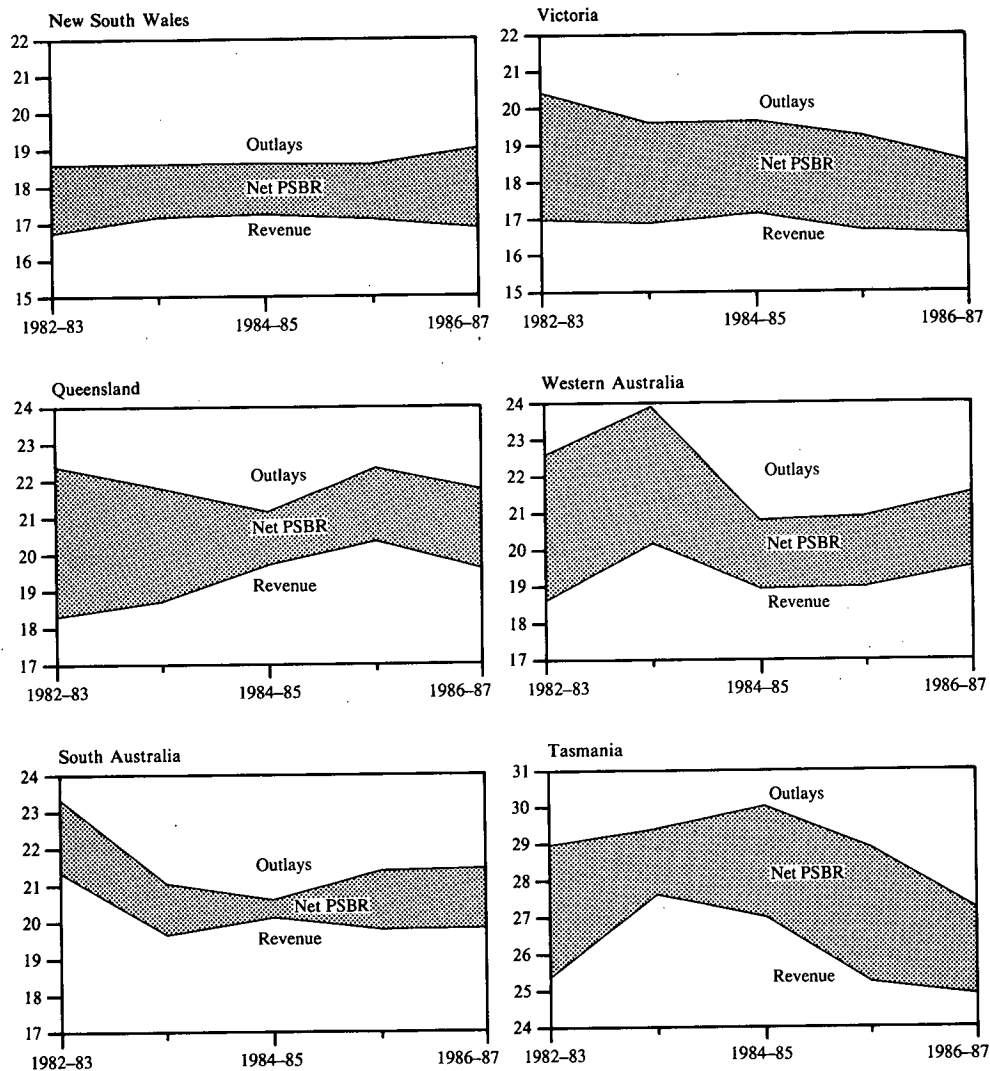 New South Wales
22
21
20
19
18
17
16
15
Outlays
Net PSBR
Revenue
1982–83
1984–85
1986–87
Victoria
22
21
20
19
18
17
16
15
Outlays
Net PSBR
Revenue
1982–83
1984–85
1986–87
Queensland
24
23
22
21
20
19
18
17
Outlays
Net PSBR
Revenue
1982–83
1984–85
1986–87
Western Australia
24
23
22
21
20
19
18
17
Outlays
Net PSBR
Revenue
1982–83
1984–85
1986–87
South Australia
24
23
22
21
20
19
18
17
Outlays
Net PSBR
Revenue
1982–83
1984–85
1986–87
Tasmania
31
30
29
28
27
26
25
24
Outlays
Net PSBR
Revenue
1982–83
1984–85
1986–87